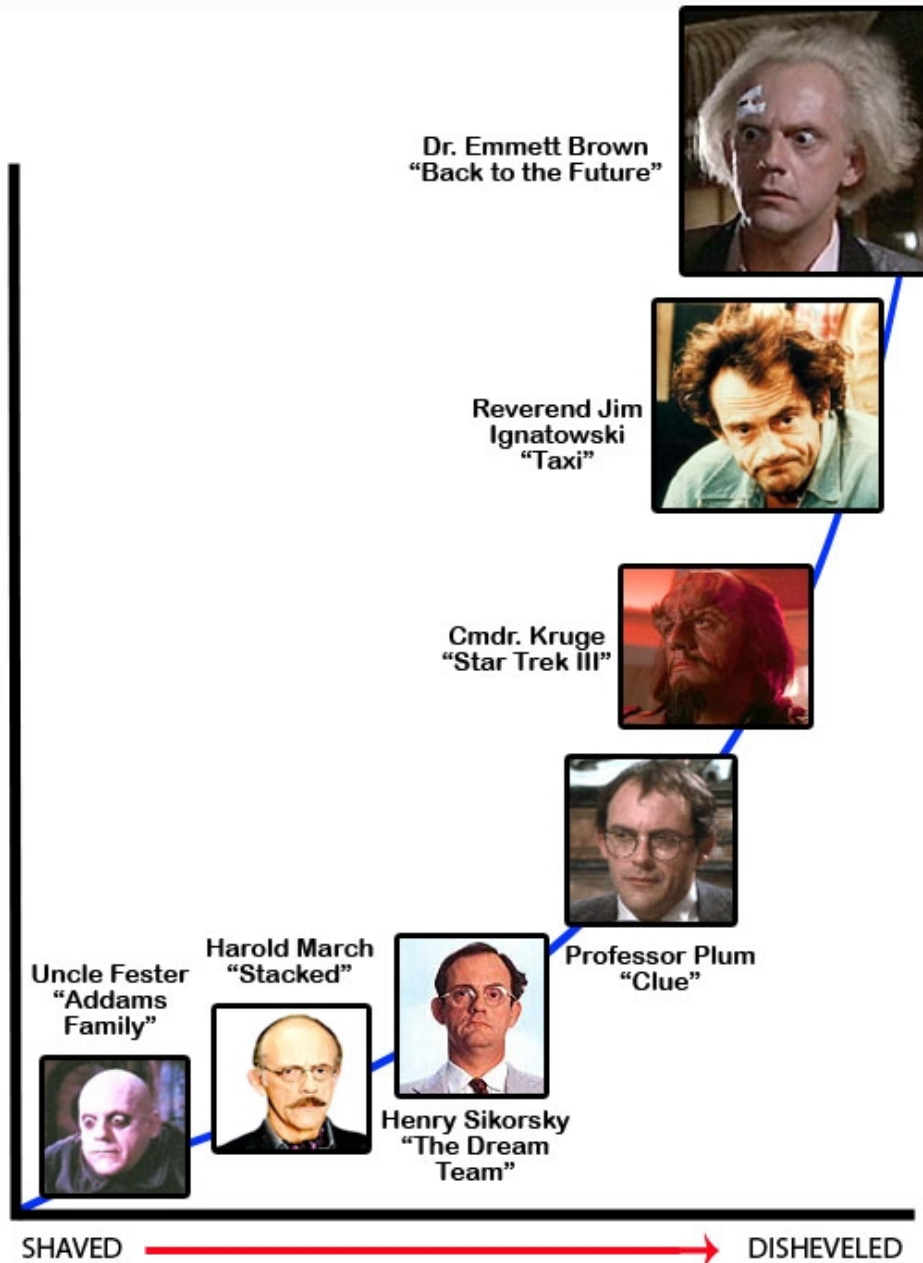 Dr. Emmett Brown
“Back to the Future”
Reverend Jim
Ignatowski
“Taxi”
Cmdr. Kruge
“Star Trek III”
Professor Plum
“Clue”
Harold March
“Stacked”
Uncle Fester
“Addams
Family”
Henry Sikorsky
“The Dream
Team”
SHAVED
DISHEVELED